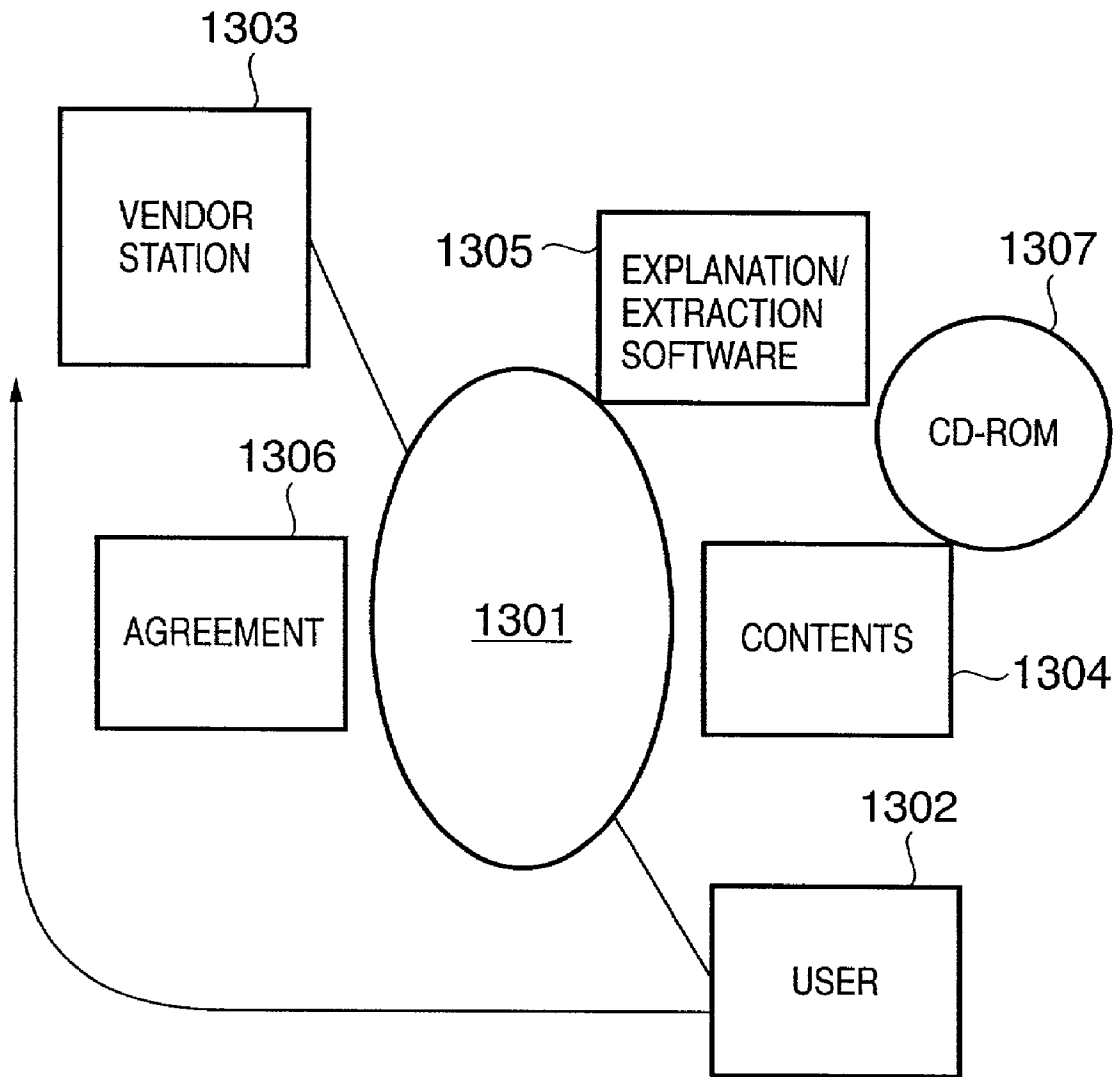 1303
VENDOR
STATION
1305
EXPLANATION/
EXTRACTION
SOFTWARE
1307
CD-ROM
1306
AGREEMENT
1301
CONTENTS
1304
1302
USER